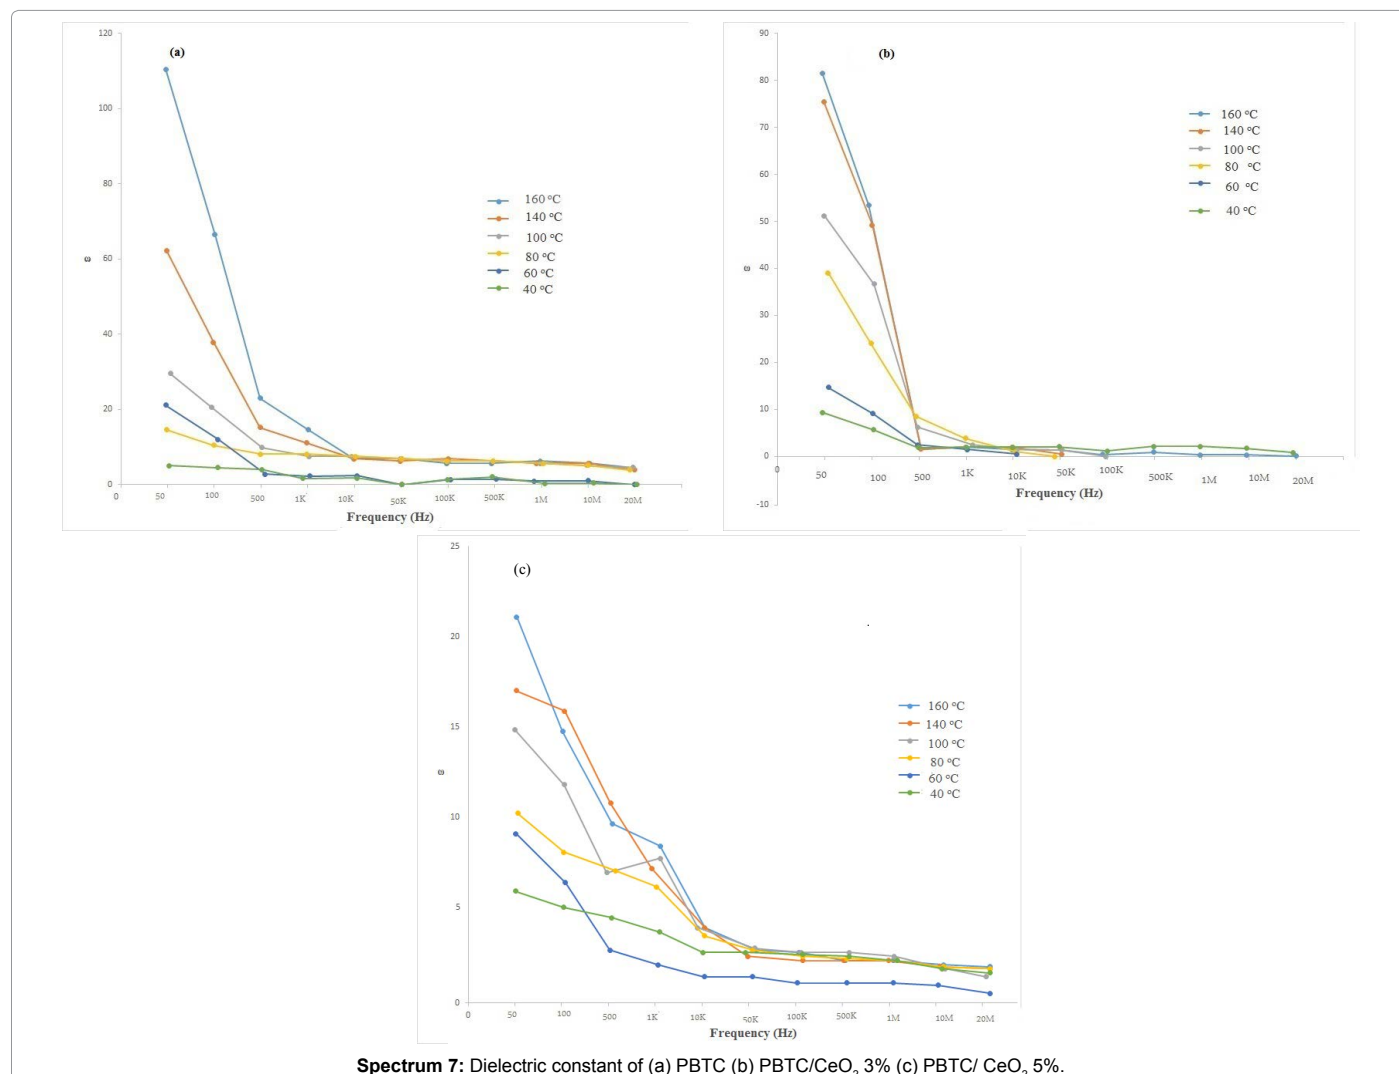 (a)
120
100
80
60
40
20
0
ε
160 °C
140 °C
100 °C
80 °C
60 °C
40 °C
0 50 100 500 1K 10K 50K 100K 500K 1M 10M 20M
Frequency (Hz)
(b)
90
80
70
60
50
40
30
20
10
0
-10
ε
160 °C
140 °C
100 °C
80 °C
60 °C
40 °C
0 50 100 500 1K 10K 50K 100K 500K 1M 10M 20M
Frequency (Hz)
(c)
25
20
15
10
5
0
ε
160 °C
140 °C
100 °C
80 °C
60 °C
40 °C
0 50 100 500 1K 10K 50K 100K 500K 1M 10M 20M
Frequency (Hz)
Spectrum 7: Dielectric constant of (a) PBTC (b) PBTC/CeO₂ 3% (c) PBTC/ CeO₂ 5%.